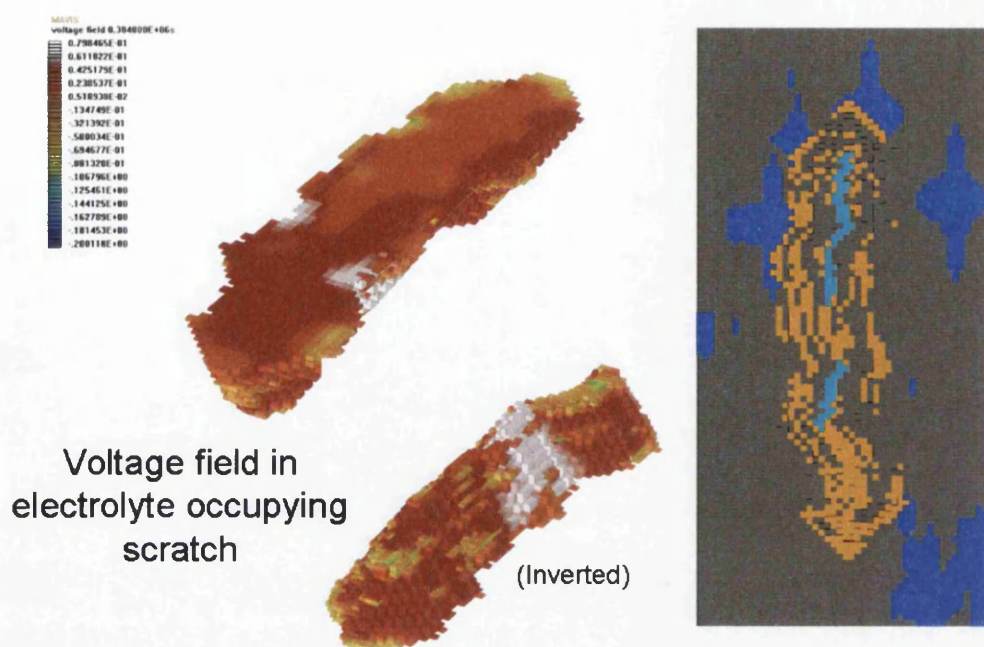 MAVIS
voltage field 0.304000E+06s
0.798465E-01
0.611822E-01
0.425179E-01
0.238537E-01
0.518938E-02
-.134749E-01
-.321392E-01
-.508034E-01
-.694677E-01
-.881320E-01
-.106796E+00
-.125461E+00
-.144125E+00
-.162789E+00
-.181453E+00
-.200118E+00
Voltage field in
electrolyte occupying
scratch
(Inverted)